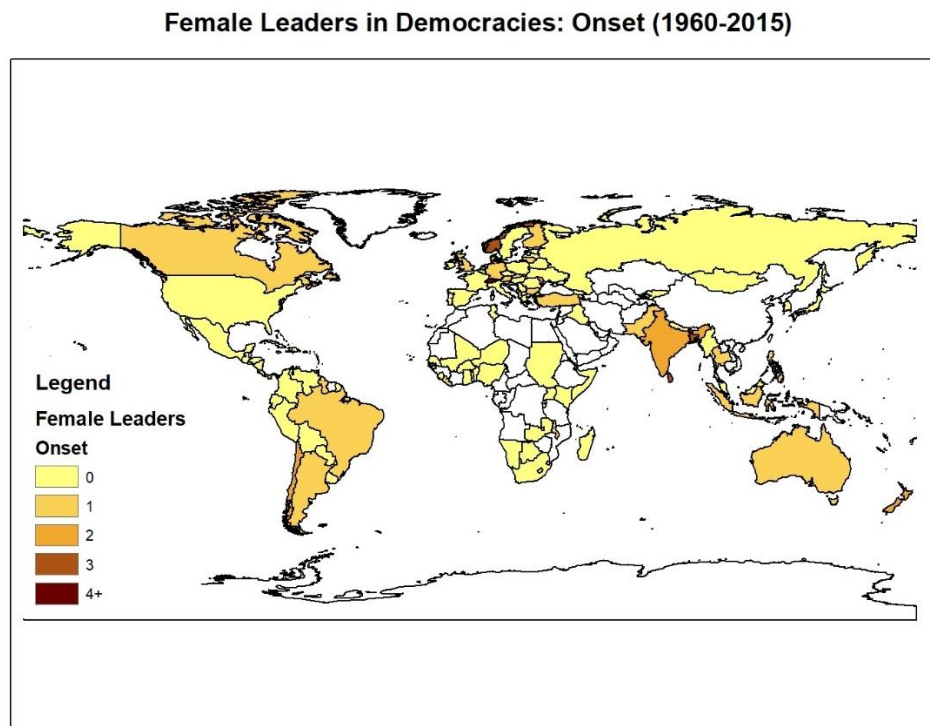 Female Leaders in Democracies: Onset (1960-2015)
Legend
Female Leaders
Onset
0
1
2
3
4+